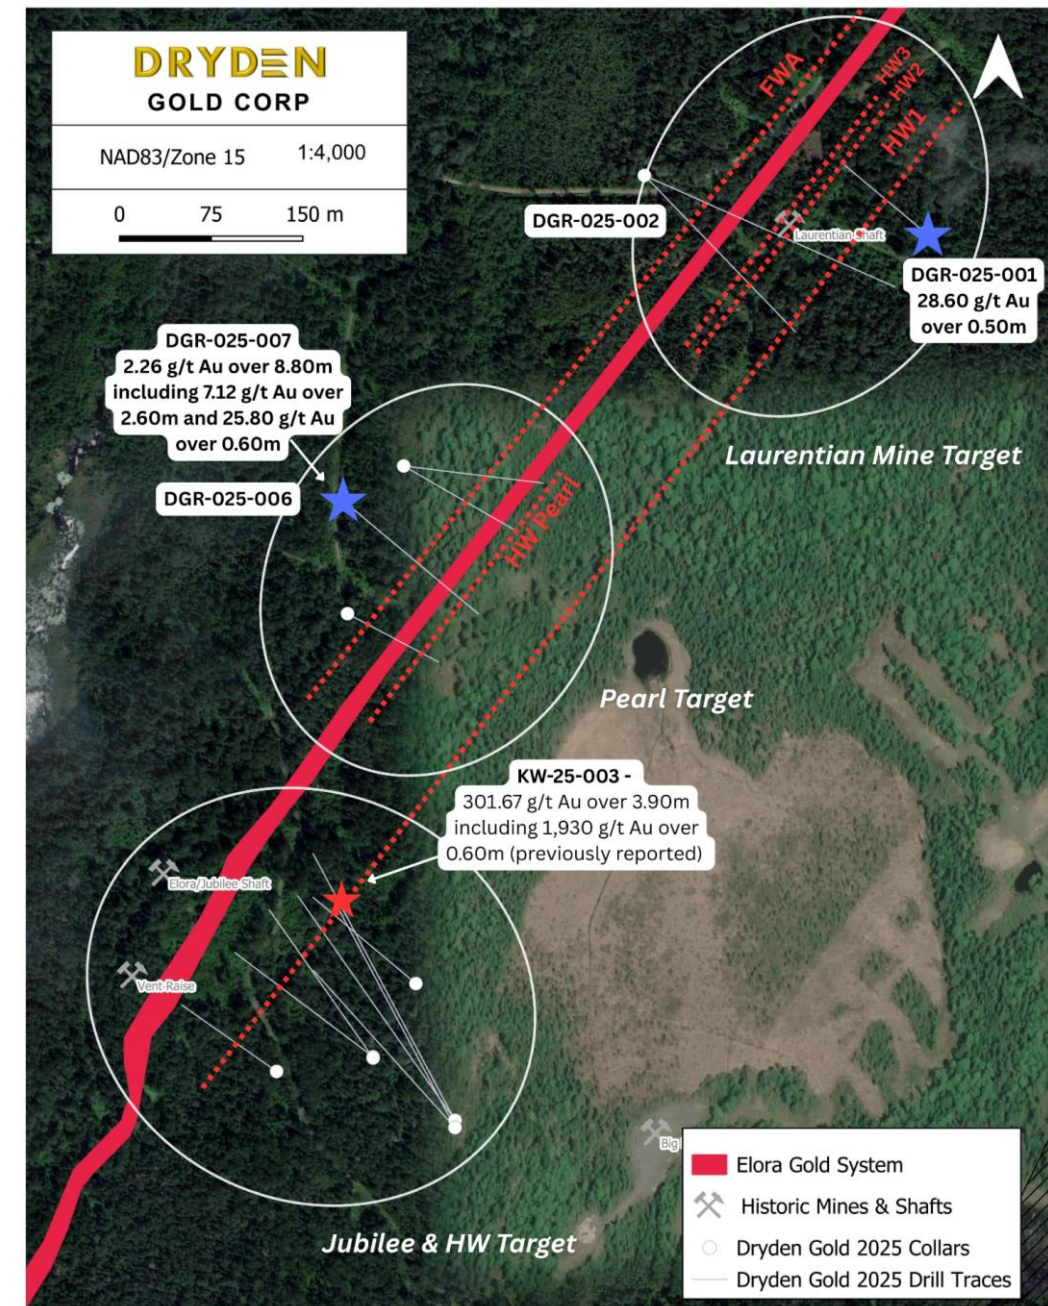 DRYDEN
GOLD CORP
NAD83/Zone 15 1:4,000
0 75 150 m
FWA
HW3
HW2
HW1
DGR-025-002
Laurentian Shaft
DGR-025-001
28.60 g/t Au
over 0.50m
DGR-025-007
2.26 g/t Au over 8.80m
including 7.12 g/t Au over
2.60m and 25.80 g/t Au
over 0.60m
Laurentian Mine Target
DGR-025-006
HW Pearl
Pearl Target
KW-25-003 -
301.67 g/t Au over 3.90m
including 1,930 g/t Au over
0.60m (previously reported)
Elora/Jubilee Shaft
Vent Raise
Big
Jubilee & HW Target
Elora Gold System
Historic Mines & Shafts
Dryden Gold 2025 Collars
Dryden Gold 2025 Drill Traces